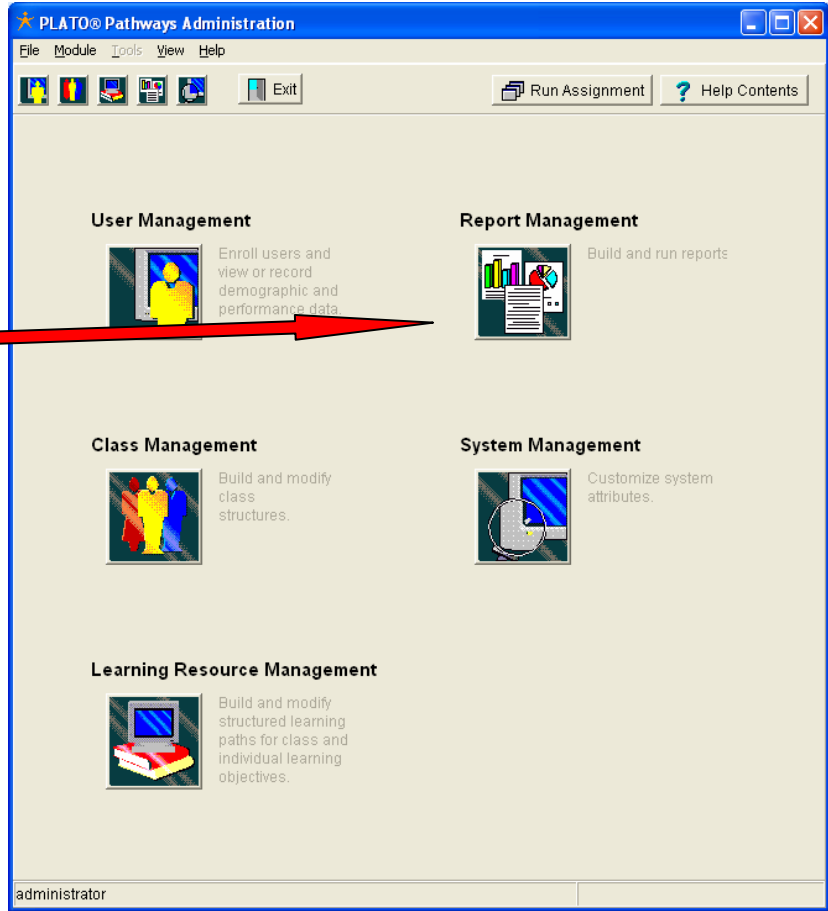 PLATO® Pathways Administration
File Module Tools View Help
Exit
Run Assignment
? Help Contents
User Management
Enroll users and
view or record
demographic and
performance data.
Report Management
Build and run reports
Class Management
Build and modify
class
structures.
System Management
Customize system
attributes.
Learning Resource Management
Build and modify
structured learning
paths for class and
individual learning
objectives.
administrator